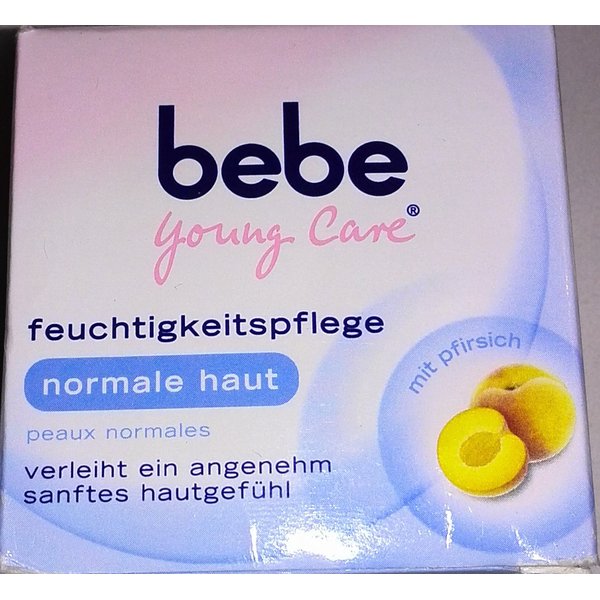 bebe
young care®
feuchtigkeitspflege
normale haut
mit pfirsich
peaux normales
verleiht ein angenehm
sanftes hautgefühl